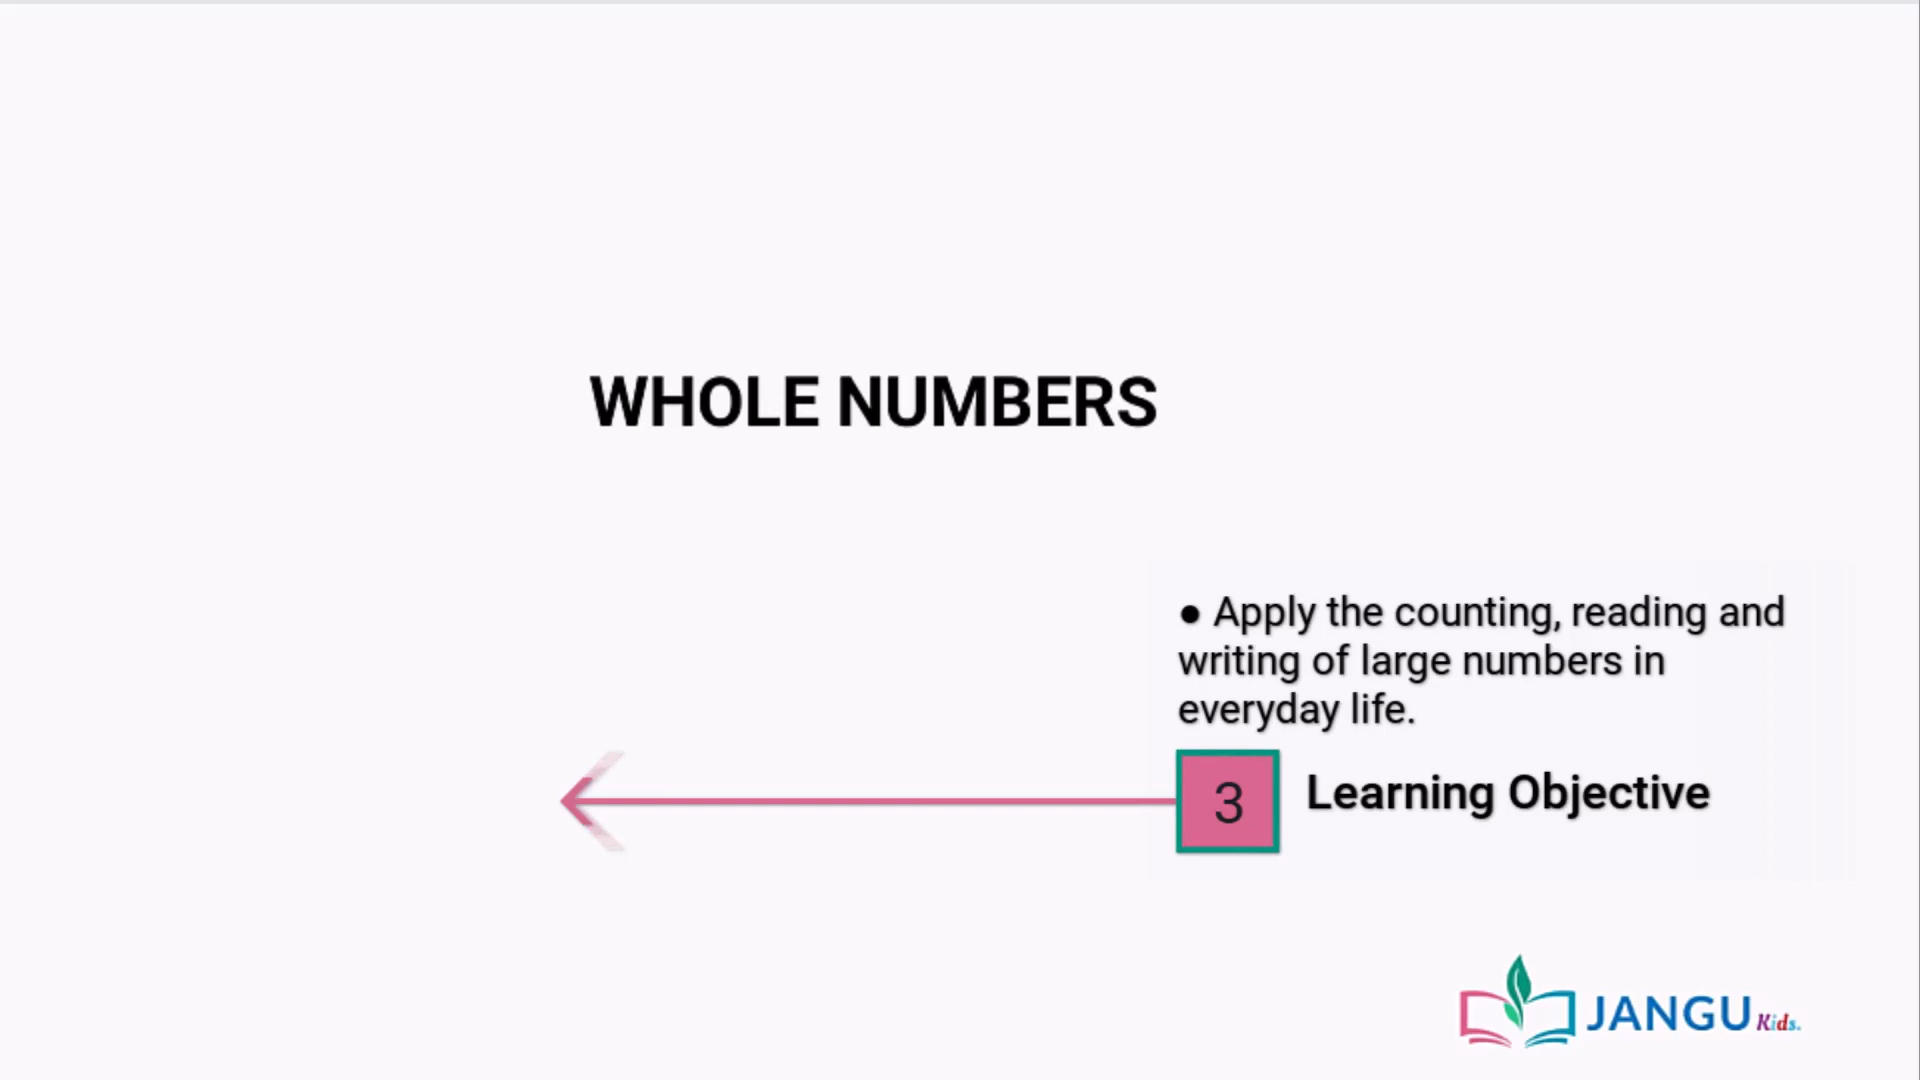 WHOLE NUMBERS
● Apply the counting, reading and
writing of large numbers in
everyday life.
3 Learning Objective
JANGU Kids.